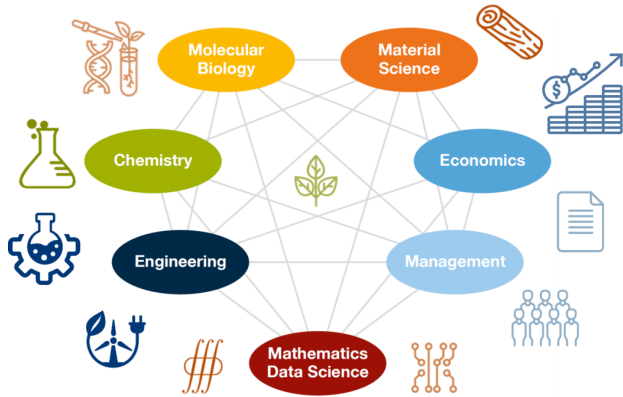 Molecular
Biology
Material
Science
Chemistry
Economics
Engineering
Management
Mathematics
Data Science
$